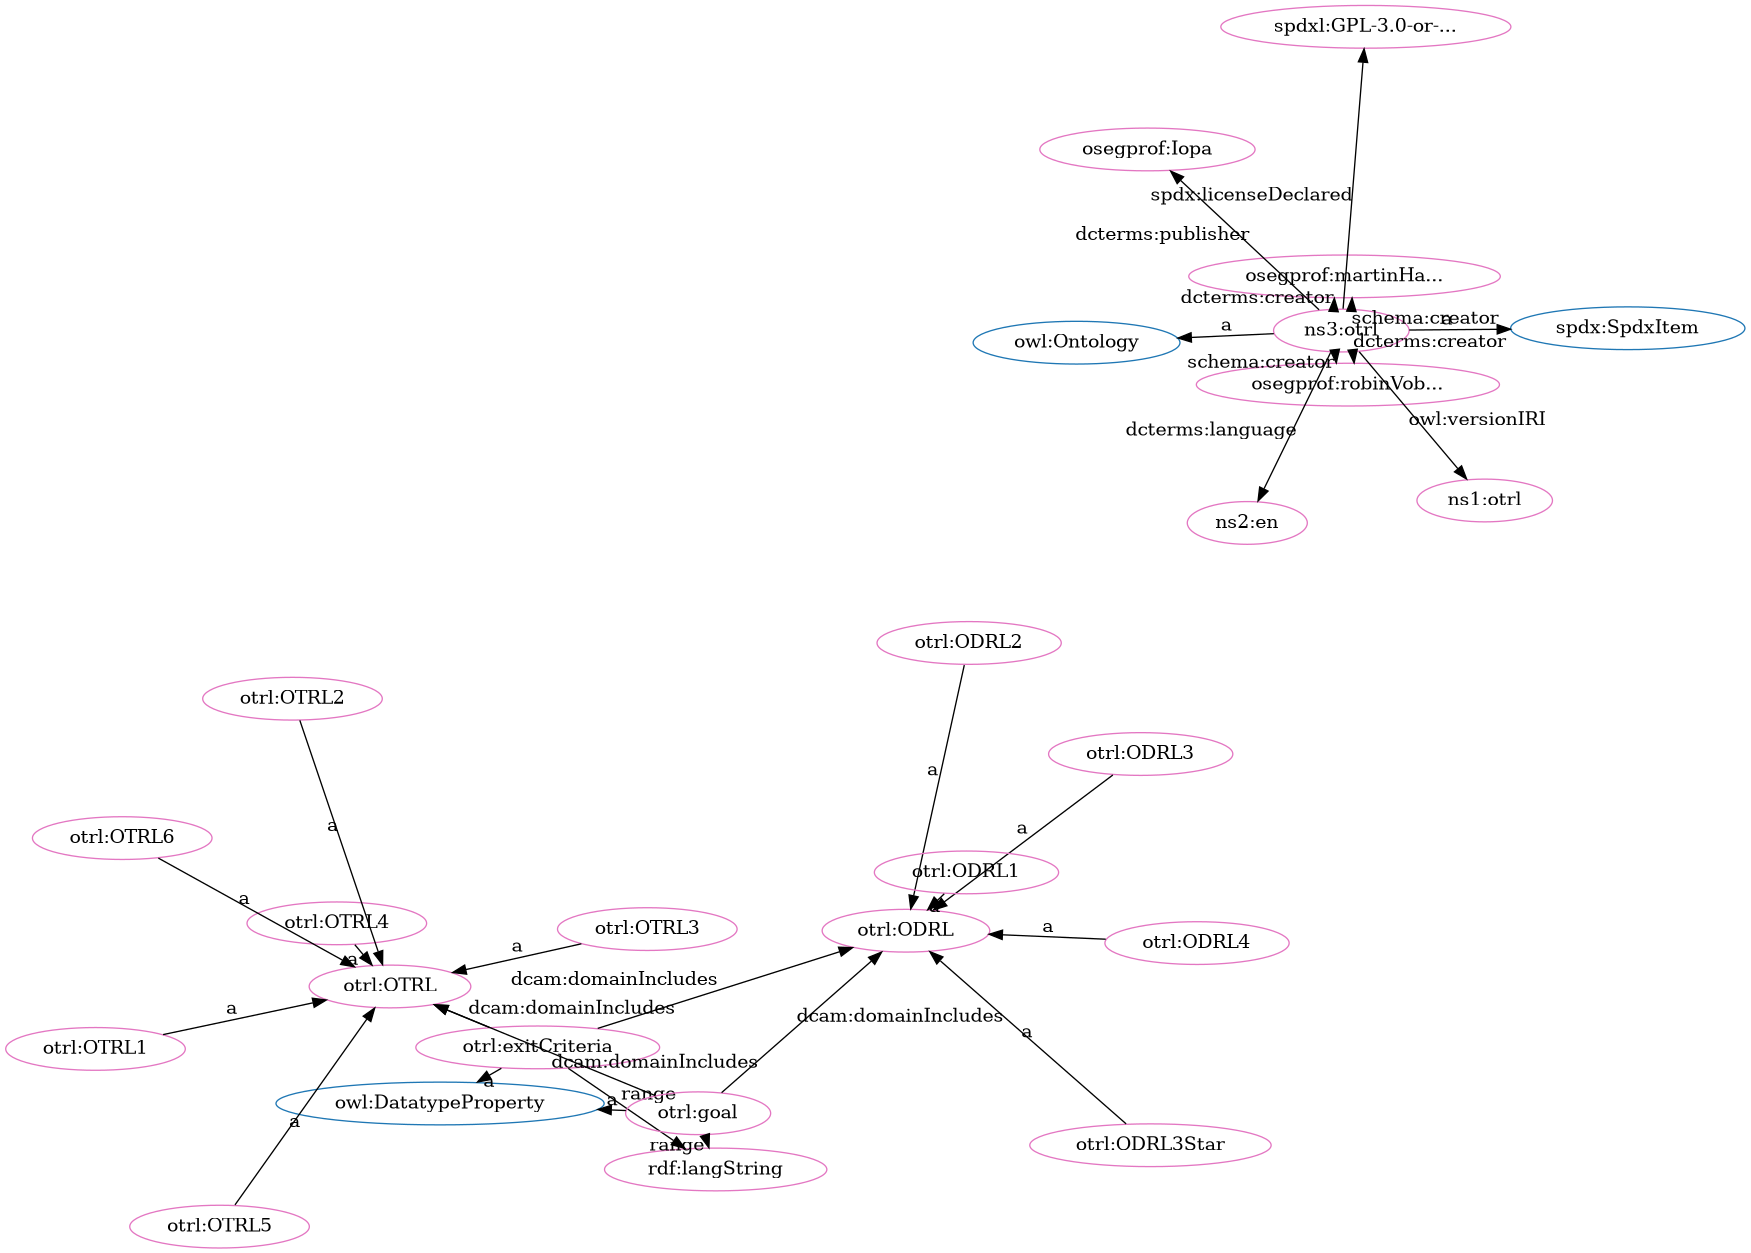 spdxl:GPL-3.0-or-...
osegprof:Iopa
spdx:licenseDeclared
dcterms:publisher
osegprof:martinHa...
dcterms:creator
schema:creator
a
ns3:otrl
a
spdx:SpdxItem
owl:Ontology
dcterms:creator
schema:creator
osegprof:robinVob...
owl:versionIRI
dcterms:language
ns1:otrl
ns2:en
otrl:ODRL2
otrl:OTRL2
otrl:ODRL3
a
a
a
otrl:OTRL6
otrl:ODRL1
a
a
otrl:OTRL4
otrl:OTRL3
otrl:ODRL
a
otrl:ODRL4
a
a
dcam:domainIncludes
otrl:OTRL
a
dcam:domainIncludes
dcam:domainIncludes
a
otrl:OTRL1
otrl:exitCriteria
dcam:domainIncludes
a
range
a
owl:DatatypeProperty
otrl:goal
a
range
otrl:ODRL3Star
rdf:langString
otrl:OTRL5